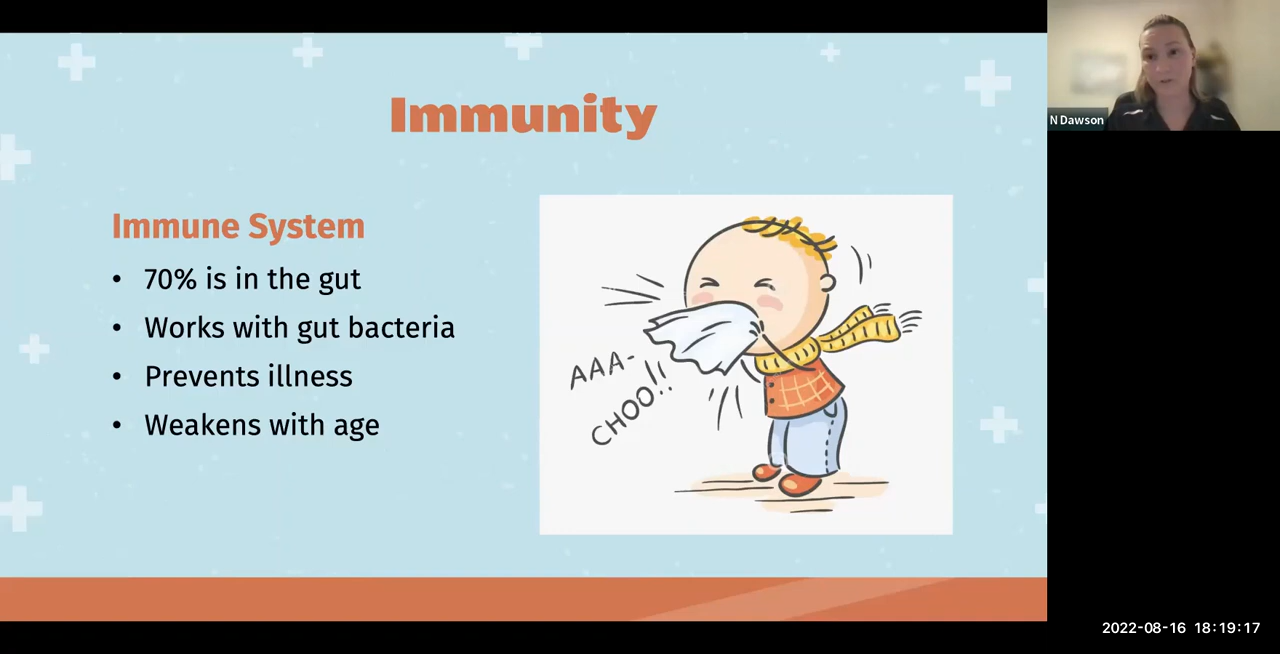 Immunity
Immune System
• 70% is in the gut
• Works with gut bacteria
• Prevents illness
• Weakens with age
AAA-
CHOO!!
N Dawson
2022-08-16 18:19:17